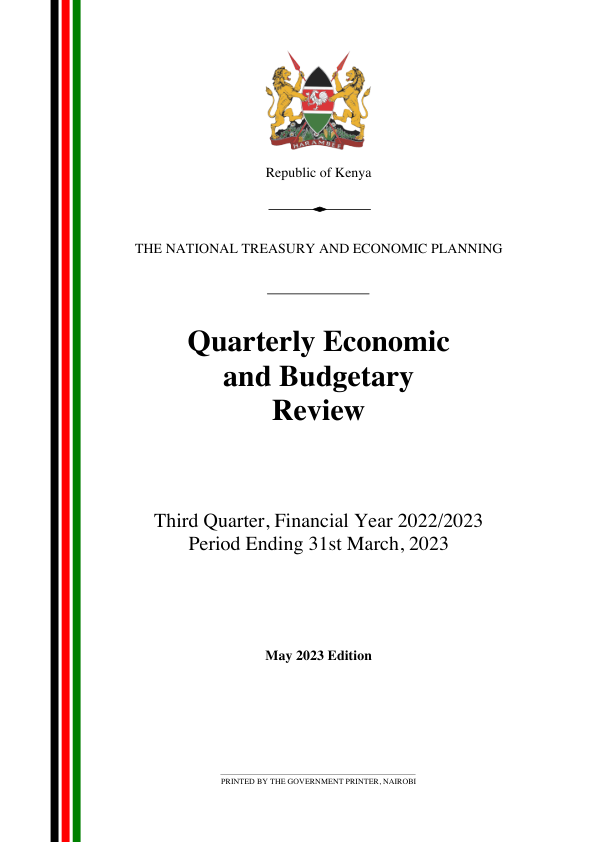 HARAMBEE
Republic of Kenya
THE NATIONAL TREASURY AND ECONOMIC PLANNING
Quarterly Economic
and Budgetary
Review
Third Quarter, Financial Year 2022/2023
Period Ending 31st March, 2023
May 2023 Edition
PRINTED BY THE GOVERNMENT PRINTER, NAIROBI